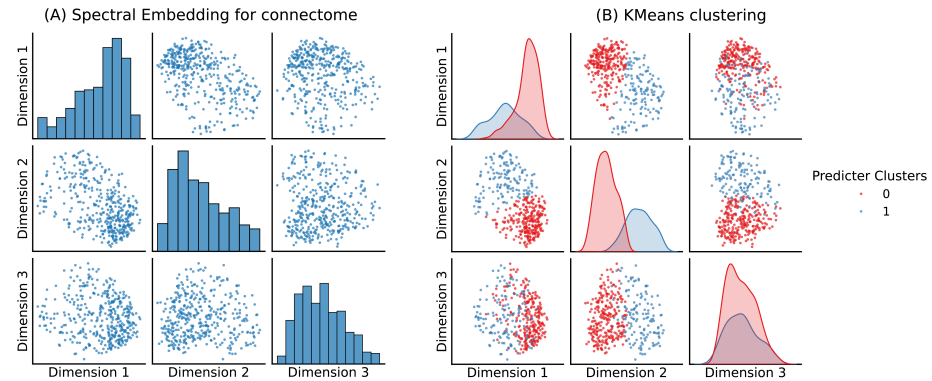 (A) Spectral Embedding for connectome
(B) KMeans clustering
Dimension 1
Dimension 2
Dimension 3
Dimension 1
Dimension 2
Dimension 3
Dimension 1
Dimension 2
Dimension 3
Dimension 1
Dimension 2
Dimension 3
Predicter Clusters
0
1